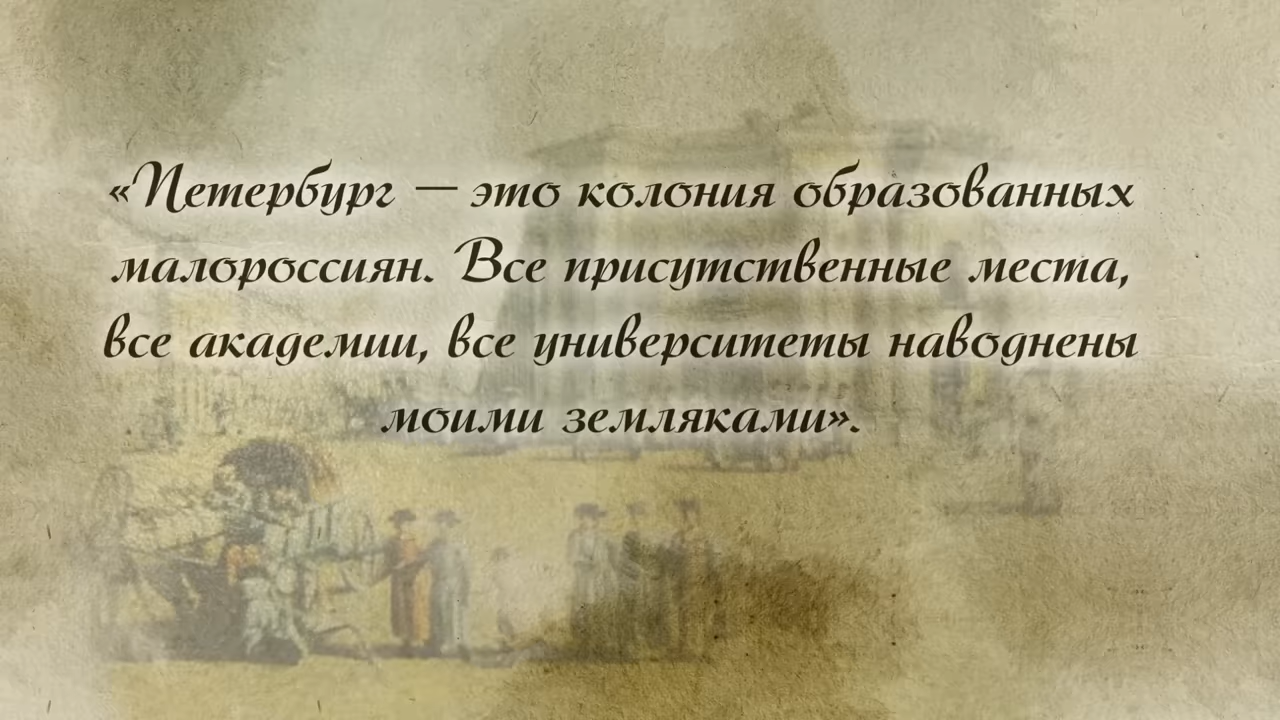 «Петербург — это колония образованных
малороссиян. Все присутственные места,
все академии, все университеты наводнены
моими земляками».